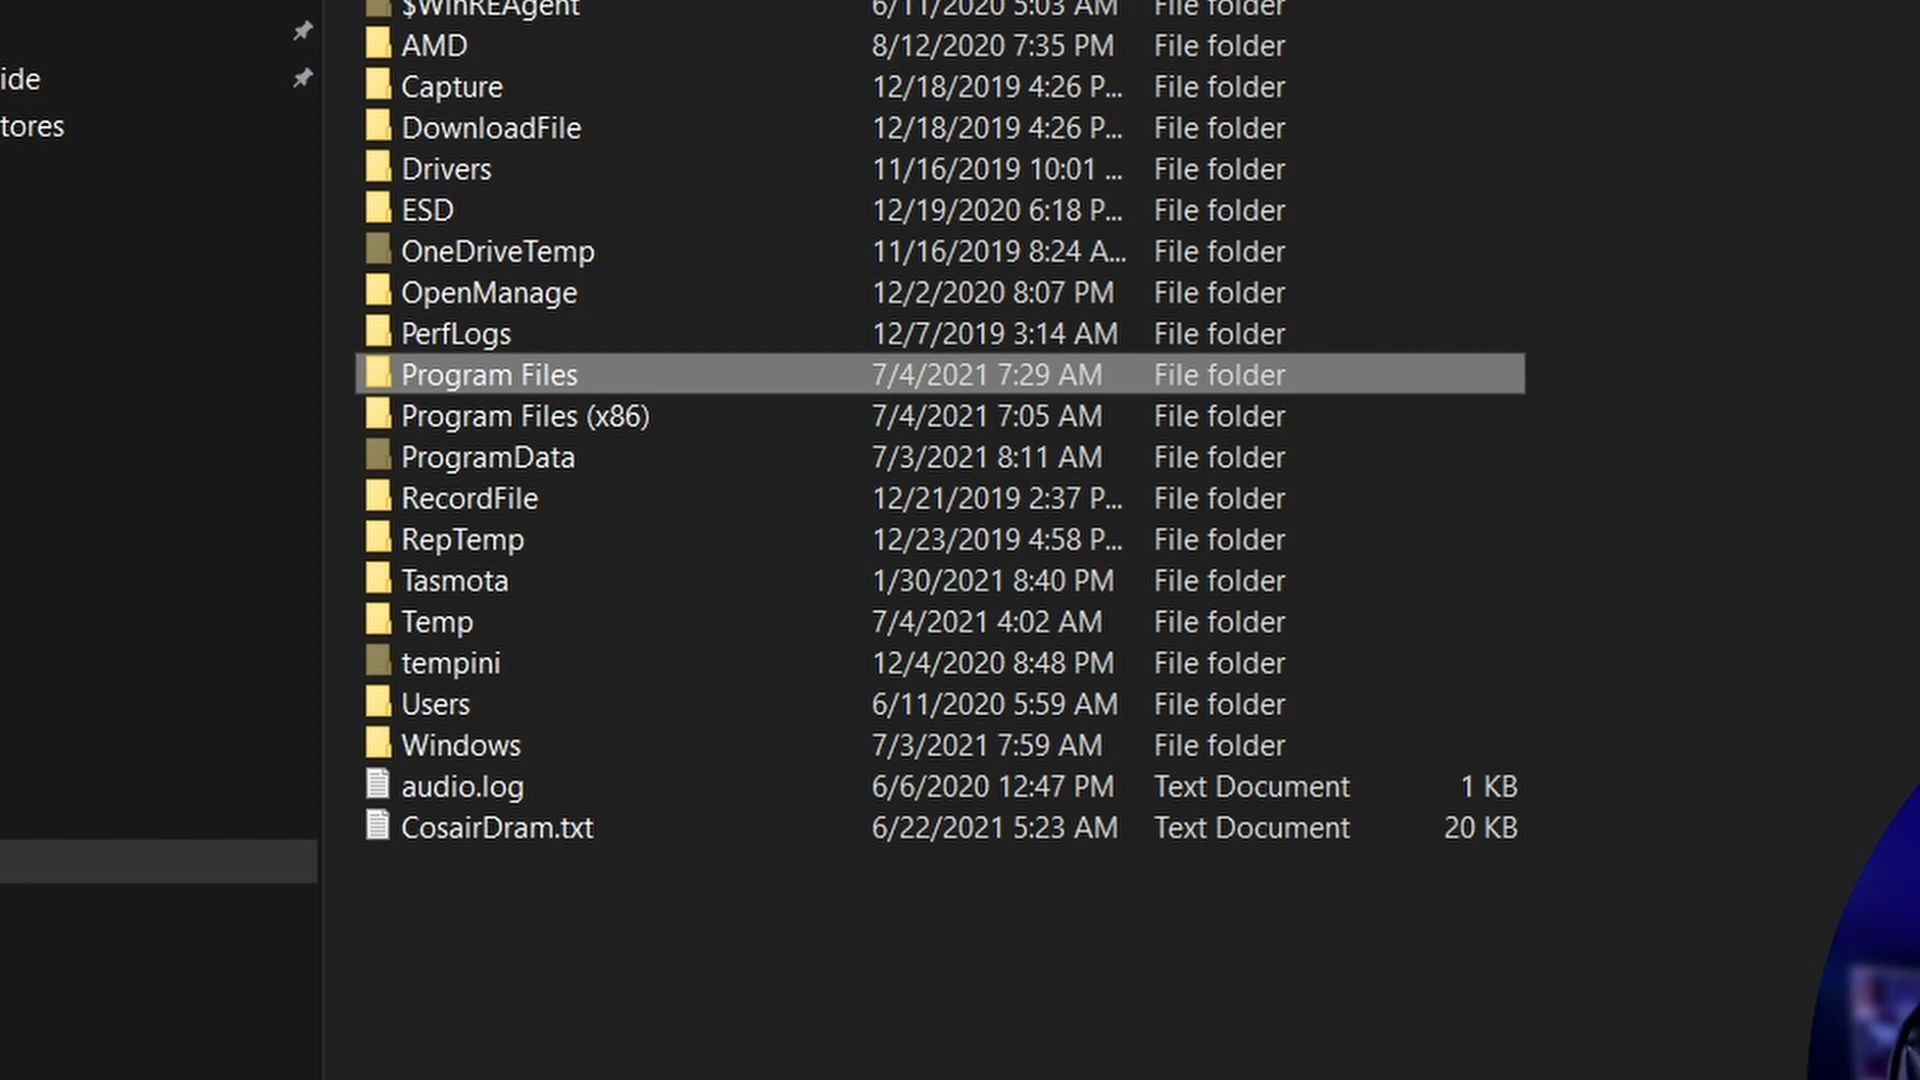 $WinREAgent 6/11/2020 5:03 AM File folder
AMD 8/12/2020 7:35 PM File folder
ide Capture 12/18/2019 4:26 P... File folder
tores DownloadFile 12/18/2019 4:26 P... File folder
Drivers 11/16/2019 10:01 ... File folder
ESD 12/19/2020 6:18 P... File folder
OneDriveTemp 11/16/2019 8:24 A... File folder
OpenManage 12/2/2020 8:07 PM File folder
PerfLogs 12/7/2019 3:14 AM File folder
Program Files 7/4/2021 7:29 AM File folder
Program Files (x86) 7/4/2021 7:05 AM File folder
ProgramData 7/3/2021 8:11 AM File folder
RecordFile 12/21/2019 2:37 P... File folder
RepTemp 12/23/2019 4:58 P... File folder
Tasmota 1/30/2021 8:40 PM File folder
Temp 7/4/2021 4:02 AM File folder
tempini 12/4/2020 8:48 PM File folder
Users 6/11/2020 5:59 AM File folder
Windows 7/3/2021 7:59 AM File folder
audio.log 6/6/2020 12:47 PM Text Document 1 KB
CosairDram.txt 6/22/2021 5:23 AM Text Document 20 KB